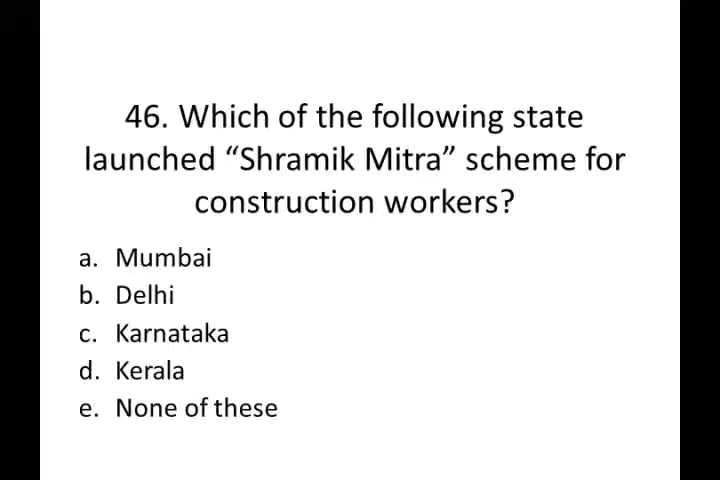 46. Which of the following state
launched “Shramik Mitra” scheme for
construction workers?
a. Mumbai
b. Delhi
c. Karnataka
d. Kerala
e. None of these